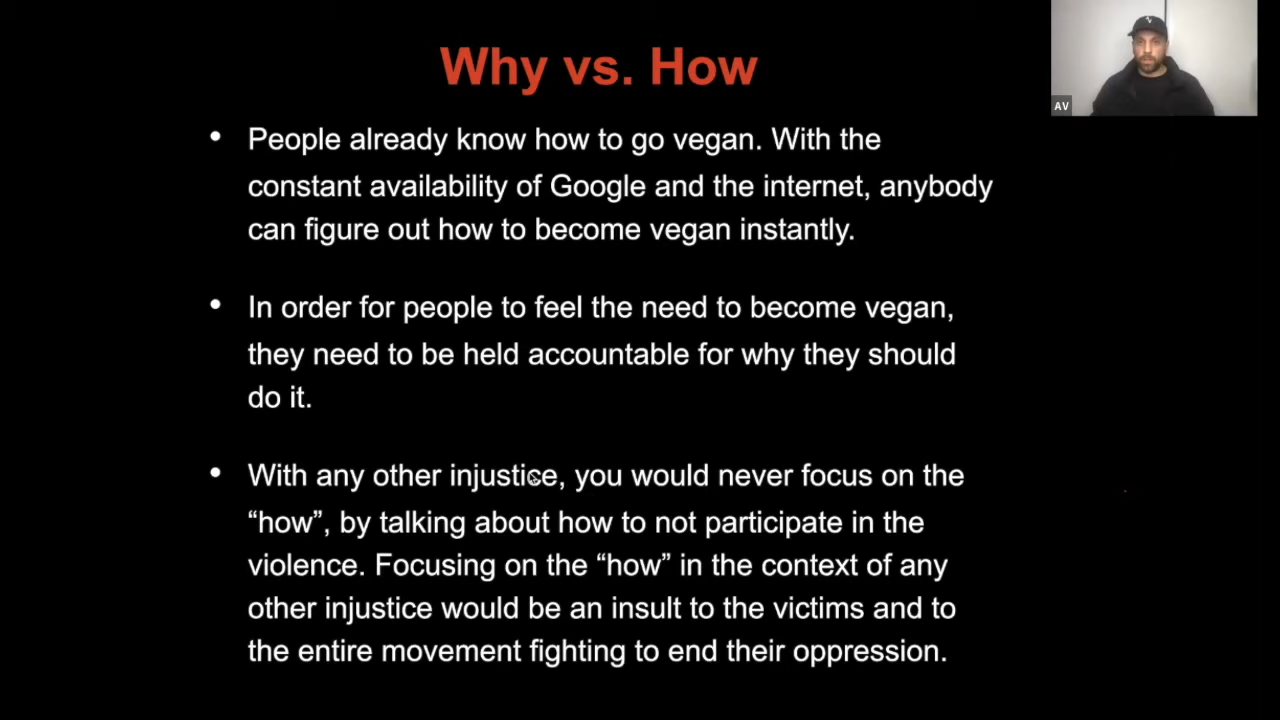 Why vs. How
AV
• People already know how to go vegan. With the
constant availability of Google and the internet, anybody
can figure out how to become vegan instantly.
• In order for people to feel the need to become vegan,
they need to be held accountable for why they should
do it.
• With any other injustice, you would never focus on the
“how”, by talking about how to not participate in the
violence. Focusing on the “how” in the context of any
other injustice would be an insult to the victims and to
the entire movement fighting to end their oppression.